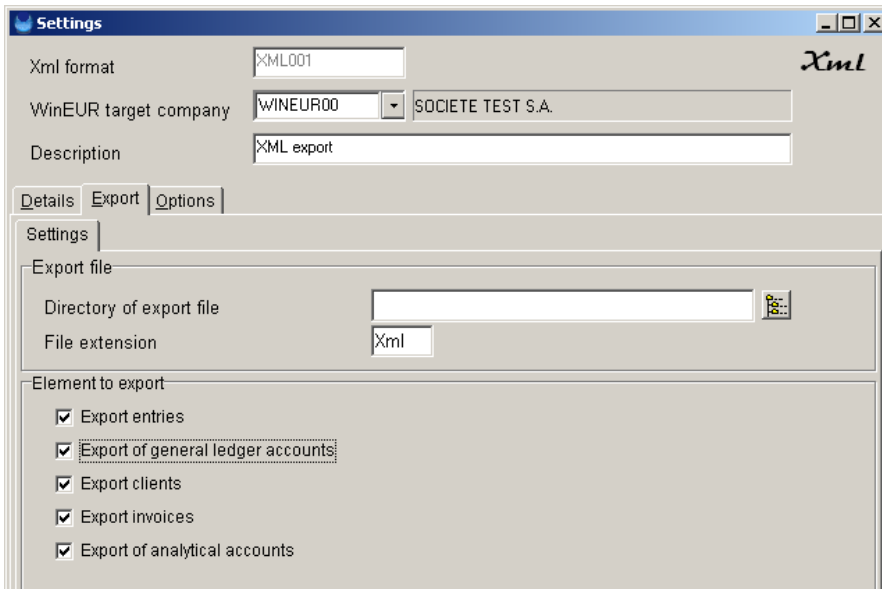 Settings
Xml format XML001 Xml
WinEUR target company WINEUR00 SOCIETE TEST S.A.
Description XML export
Details Export Options
Settings
Export file
Directory of export file
File extension Xml
Element to export
Export entries
Export of general ledger accounts
Export clients
Export invoices
Export of analytical accounts